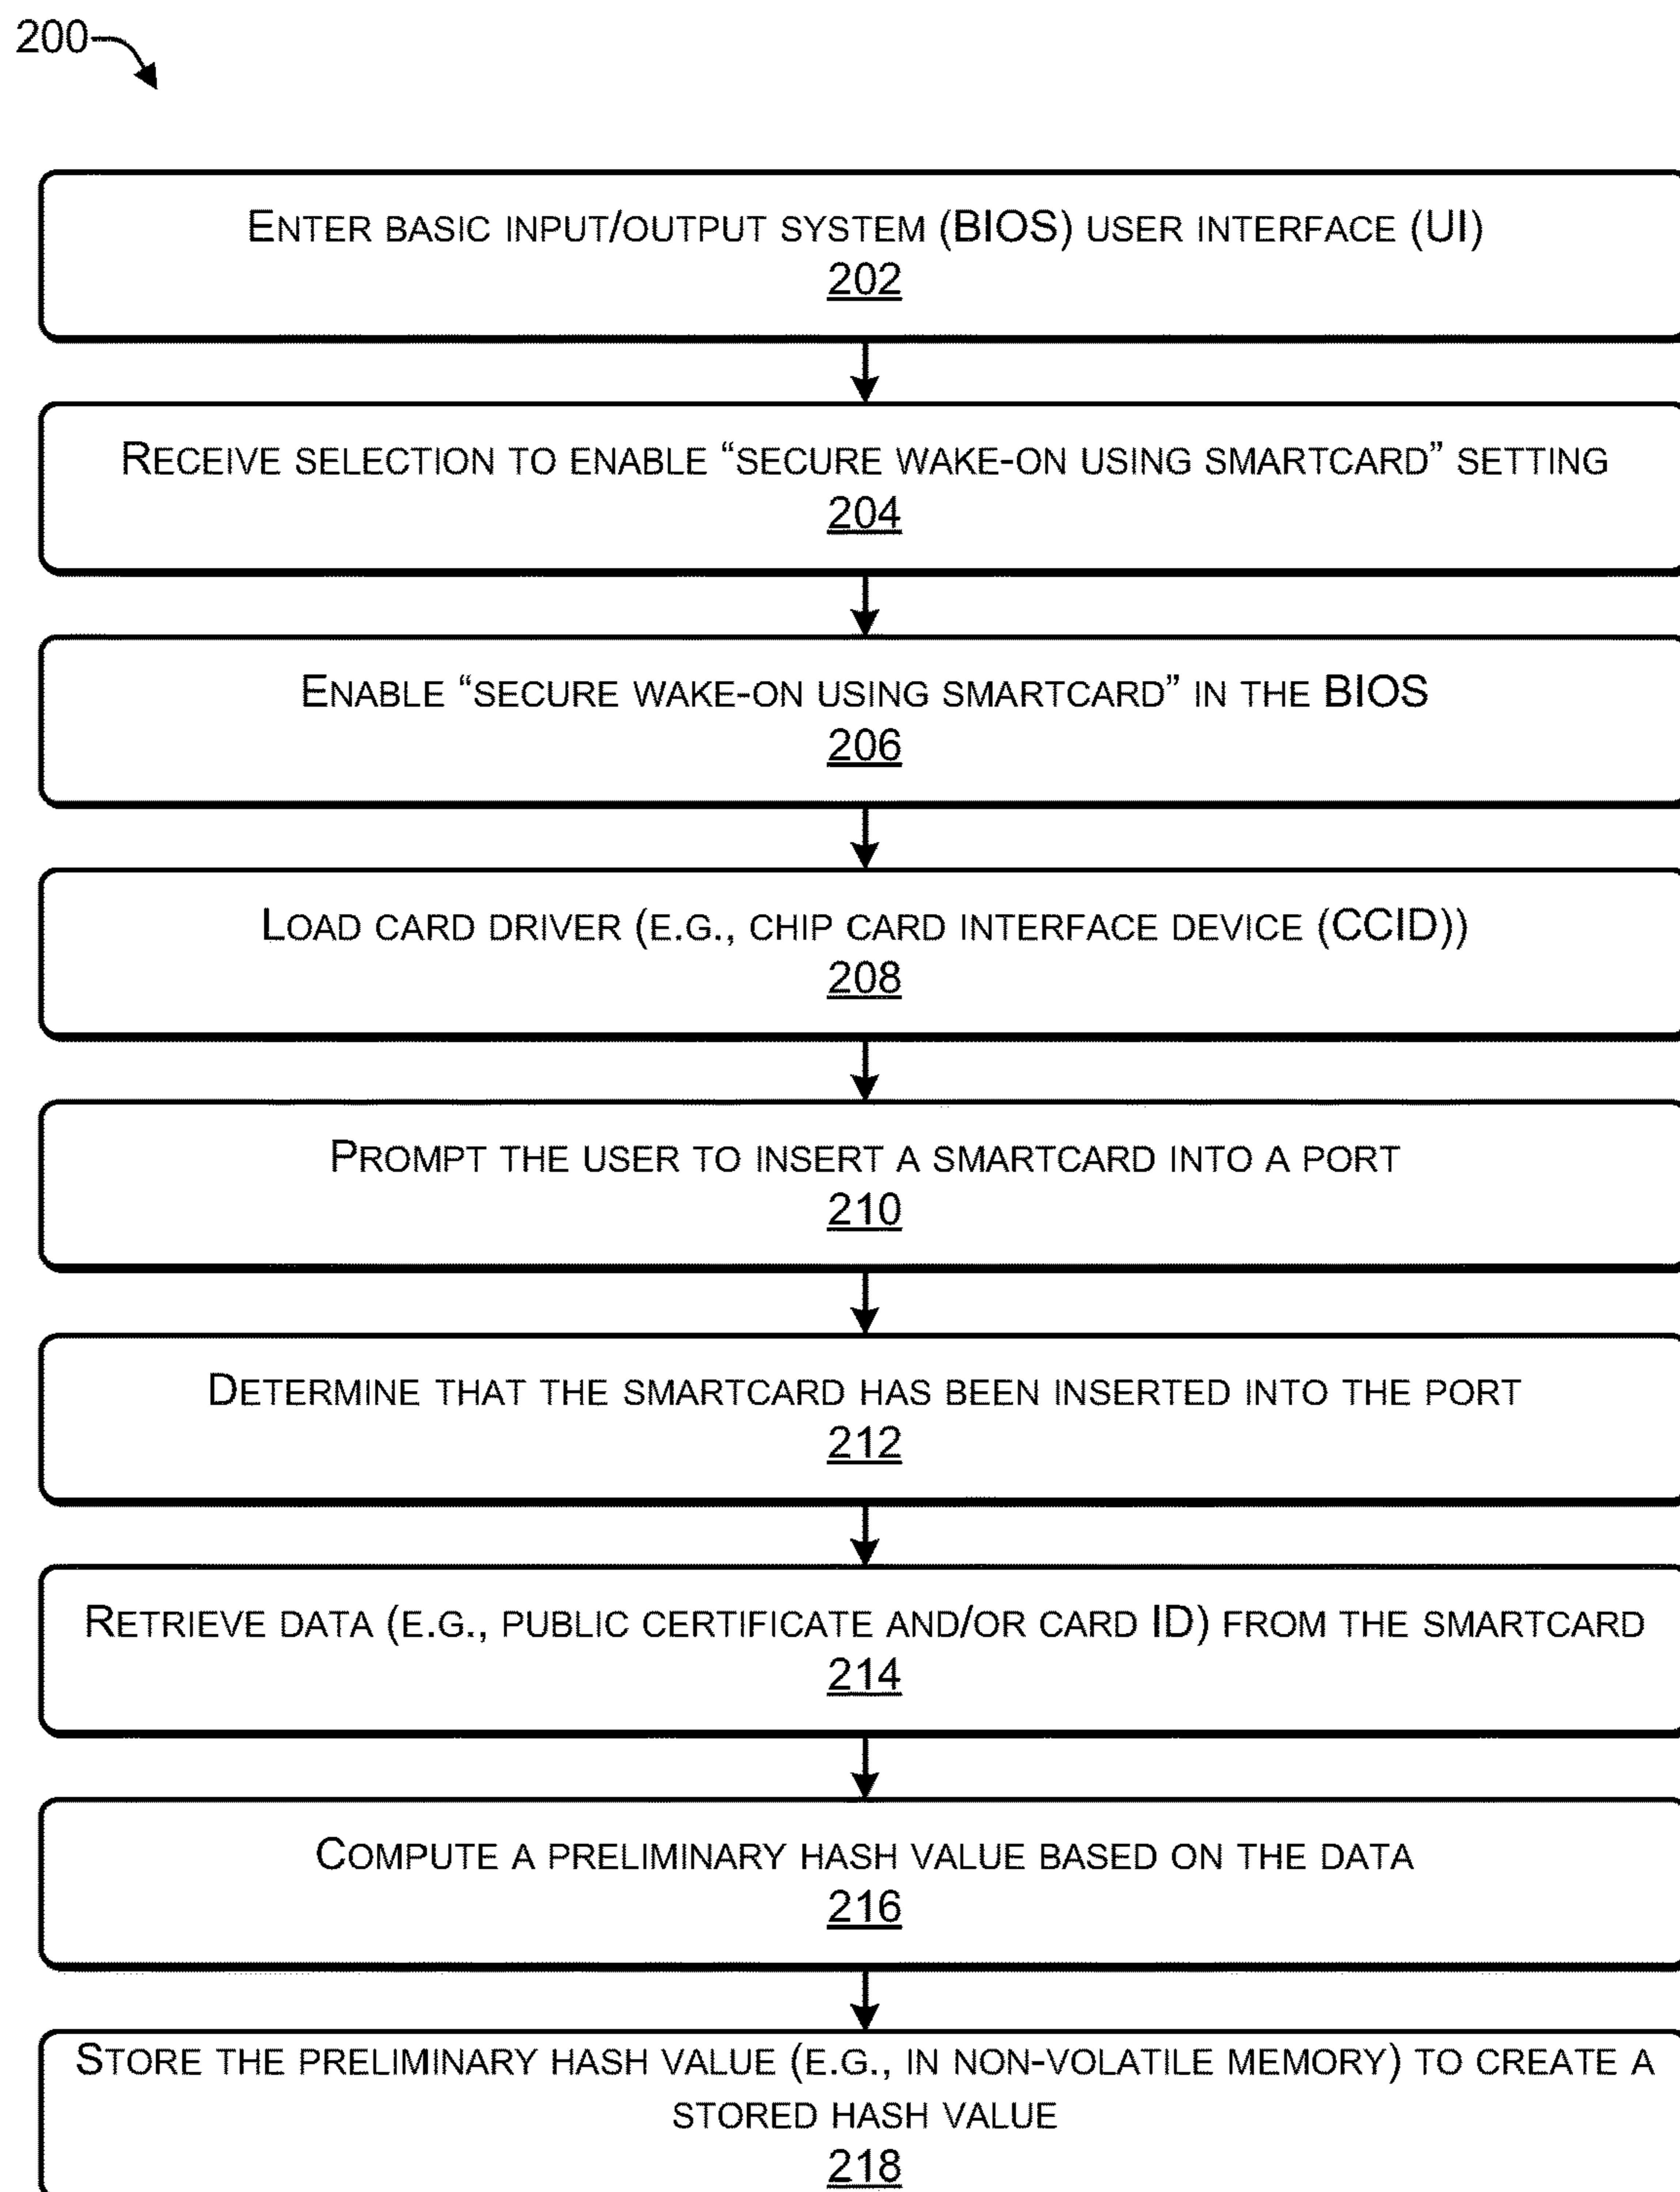 200
ENTER BASIC INPUT/OUTPUT SYSTEM (BIOS) USER INTERFACE (UI)
202
RECEIVE SELECTION TO ENABLE “SECURE WAKE-ON USING SMARTCARD” SETTING
204
ENABLE “SECURE WAKE-ON USING SMARTCARD” IN THE BIOS
206
LOAD CARD DRIVER (E.G., CHIP CARD INTERFACE DEVICE (CCID))
208
PROMPT THE USER TO INSERT A SMARTCARD INTO A PORT
210
DETERMINE THAT THE SMARTCARD HAS BEEN INSERTED INTO THE PORT
212
RETRIEVE DATA (E.G., PUBLIC CERTIFICATE AND/OR CARD ID) FROM THE SMARTCARD
214
COMPUTE A PRELIMINARY HASH VALUE BASED ON THE DATA
216
STORE THE PRELIMINARY HASH VALUE (E.G., IN NON-VOLATILE MEMORY) TO CREATE A
STORED HASH VALUE
218